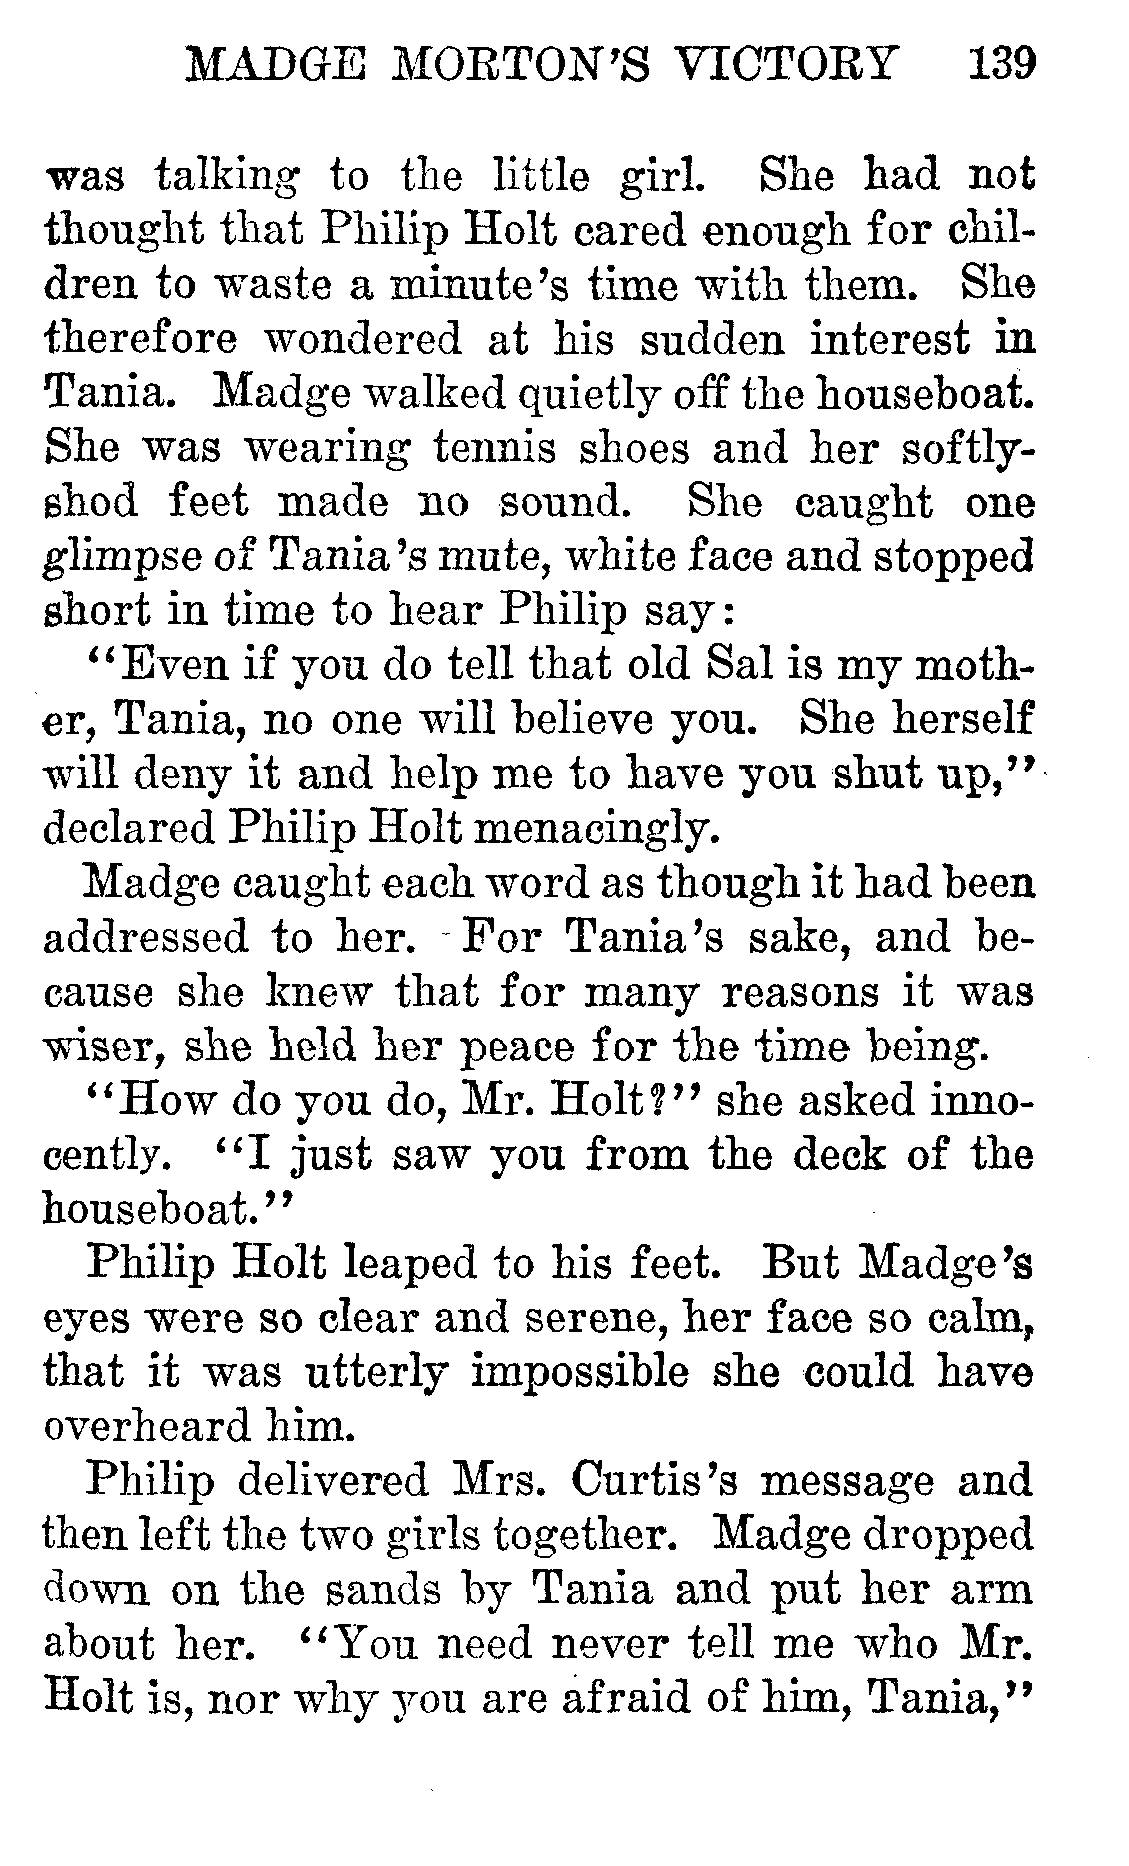 MADGE MORTON'S VICTORY 139
was talking to the little girl. She had not
thought that Philip Holt cared enough for chil-
dren to waste a minute's time with them. She
therefore wondered at his sudden interest in
Tania. Madge walked quietly off the houseboat.
She was wearing tennis shoes and her softly-
shod feet made no sound. She caught one
glimpse of Tania's mute, white face and stopped
short in time to hear Philip say:
"Even if you do tell that old Sal is my moth-
er, Tania, no one will believe you. She herself
will deny it and help me to have you shut up,"
declared Philip Holt menacingly.
Madge caught each word as though it had been
addressed to her. For Tania's sake, and be-
cause she knew that for many reasons it was
wiser, she held her peace for the time being.
"How do you do, Mr. Holt?" she asked inno-
cently. "I just saw you from the deck of the
houseboat."
Philip Holt leaped to his feet. But Madge's
eyes were so clear and serene, her face so calm,
that it was utterly impossible she could have
overheard him.
Philip delivered Mrs. Curtis's message and
then left the two girls together. Madge dropped
down on the sands by Tania and put her arm
about her. "You need never tell me who Mr.
Holt is, nor why you are afraid of him, Tania,"